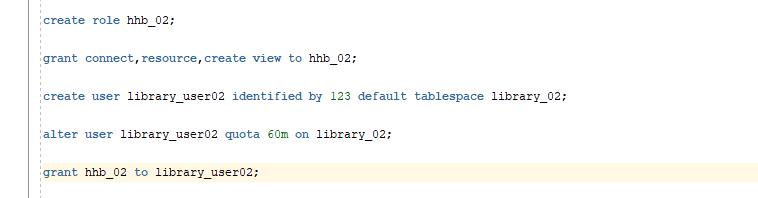 create role hhb_02;
grant connect,resource,create view to hhb_02;
create user library_user02 identified by 123 default tablespace library_02;
alter user library_user02 quota 60m on library_02;
grant hhb_02 to library_user02;